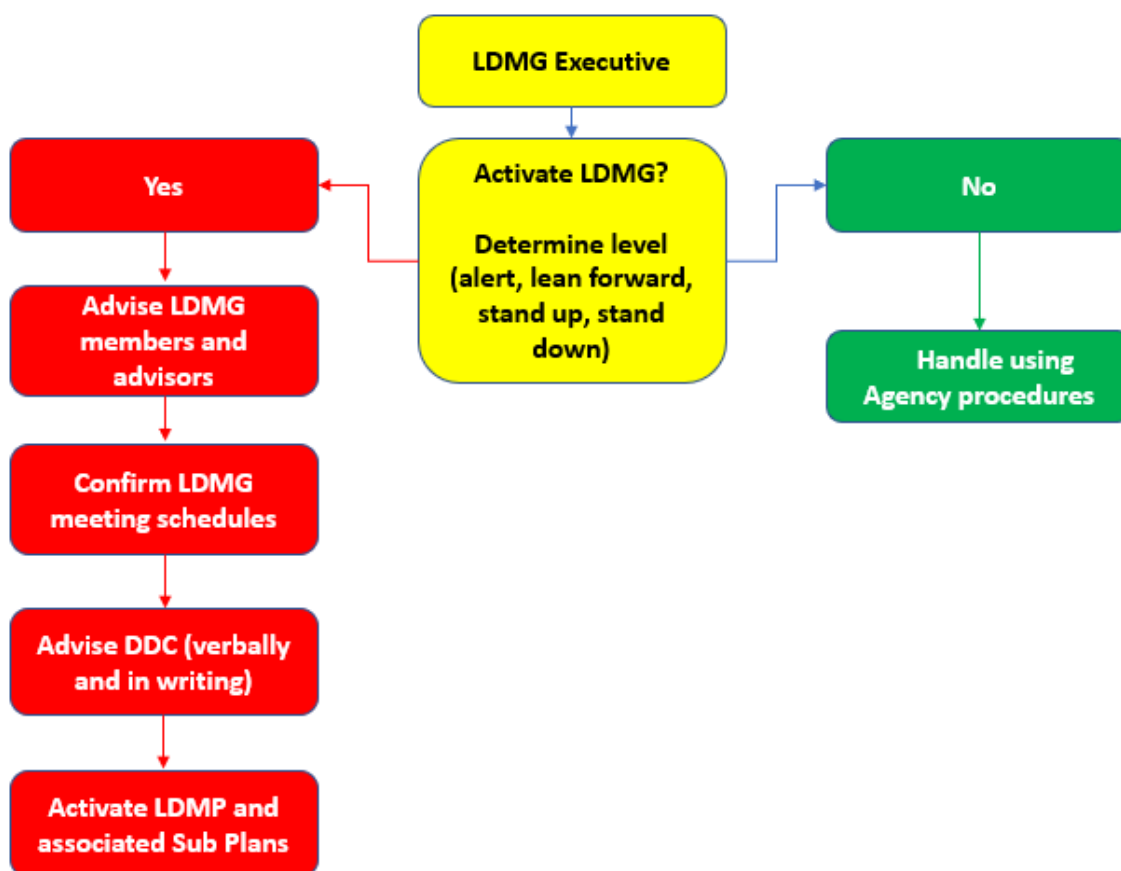 LDMG Executive
Activate LDMG?
Determine level
(alert, lean forward,
stand up, stand
down)
Yes
Advise LDMG
members and
advisors
Confirm LDMG
meeting schedules
Advise DDC (verbally
and in writing)
Activate LDMP and
associated Sub Plans
No
Handle using
Agency procedures